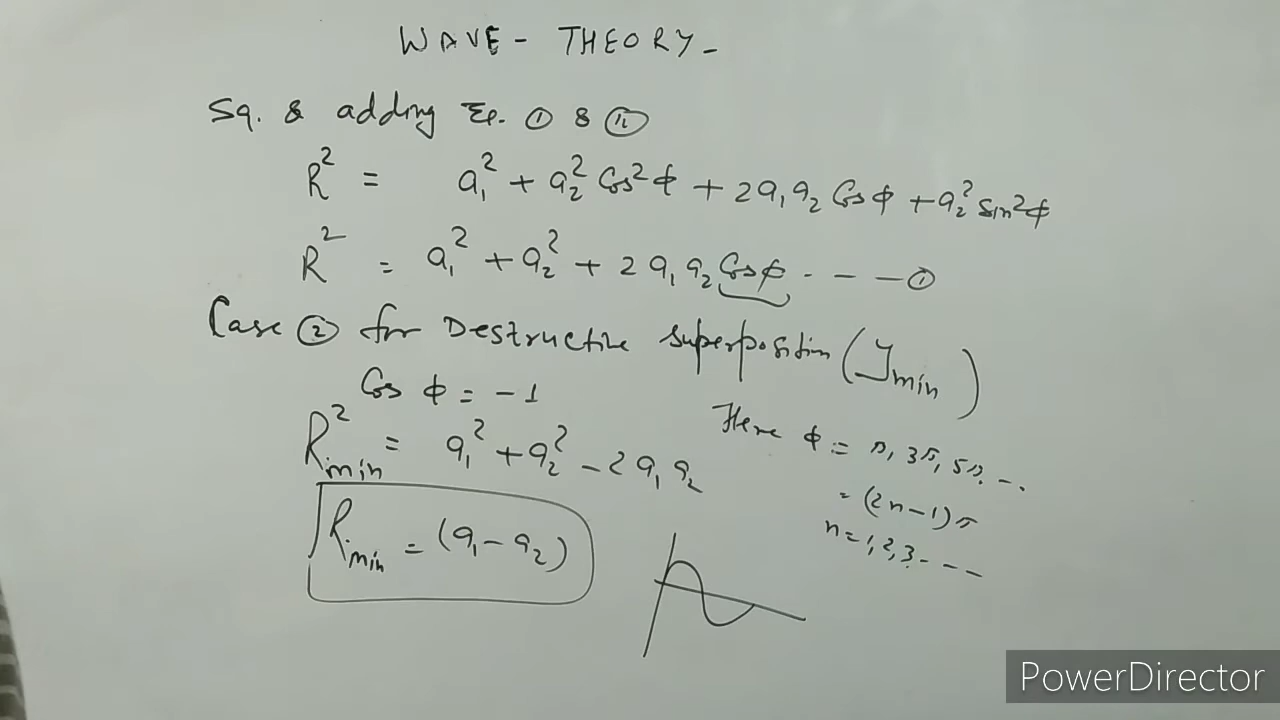 WAVE - THEORY -
Sq. & adding Eq. ① & ⑪
R² = a₁² + a₂² Cos²ϕ + 2a₁a₂ Cosϕ + a₂² sin²ϕ
R² = a₁² + a₂² + 2a₁a₂ Cosϕ - - - ①
Case ② for Destructive superposition (Imin)
Cos ϕ = -1
Here ϕ = π, 3π, 5π. -.
R²min = a₁² + a₂² - 2a₁a₂
= (2n-1)π
n=1,2,3- - -
Rmin = (a₁ - a₂)
PowerDirector